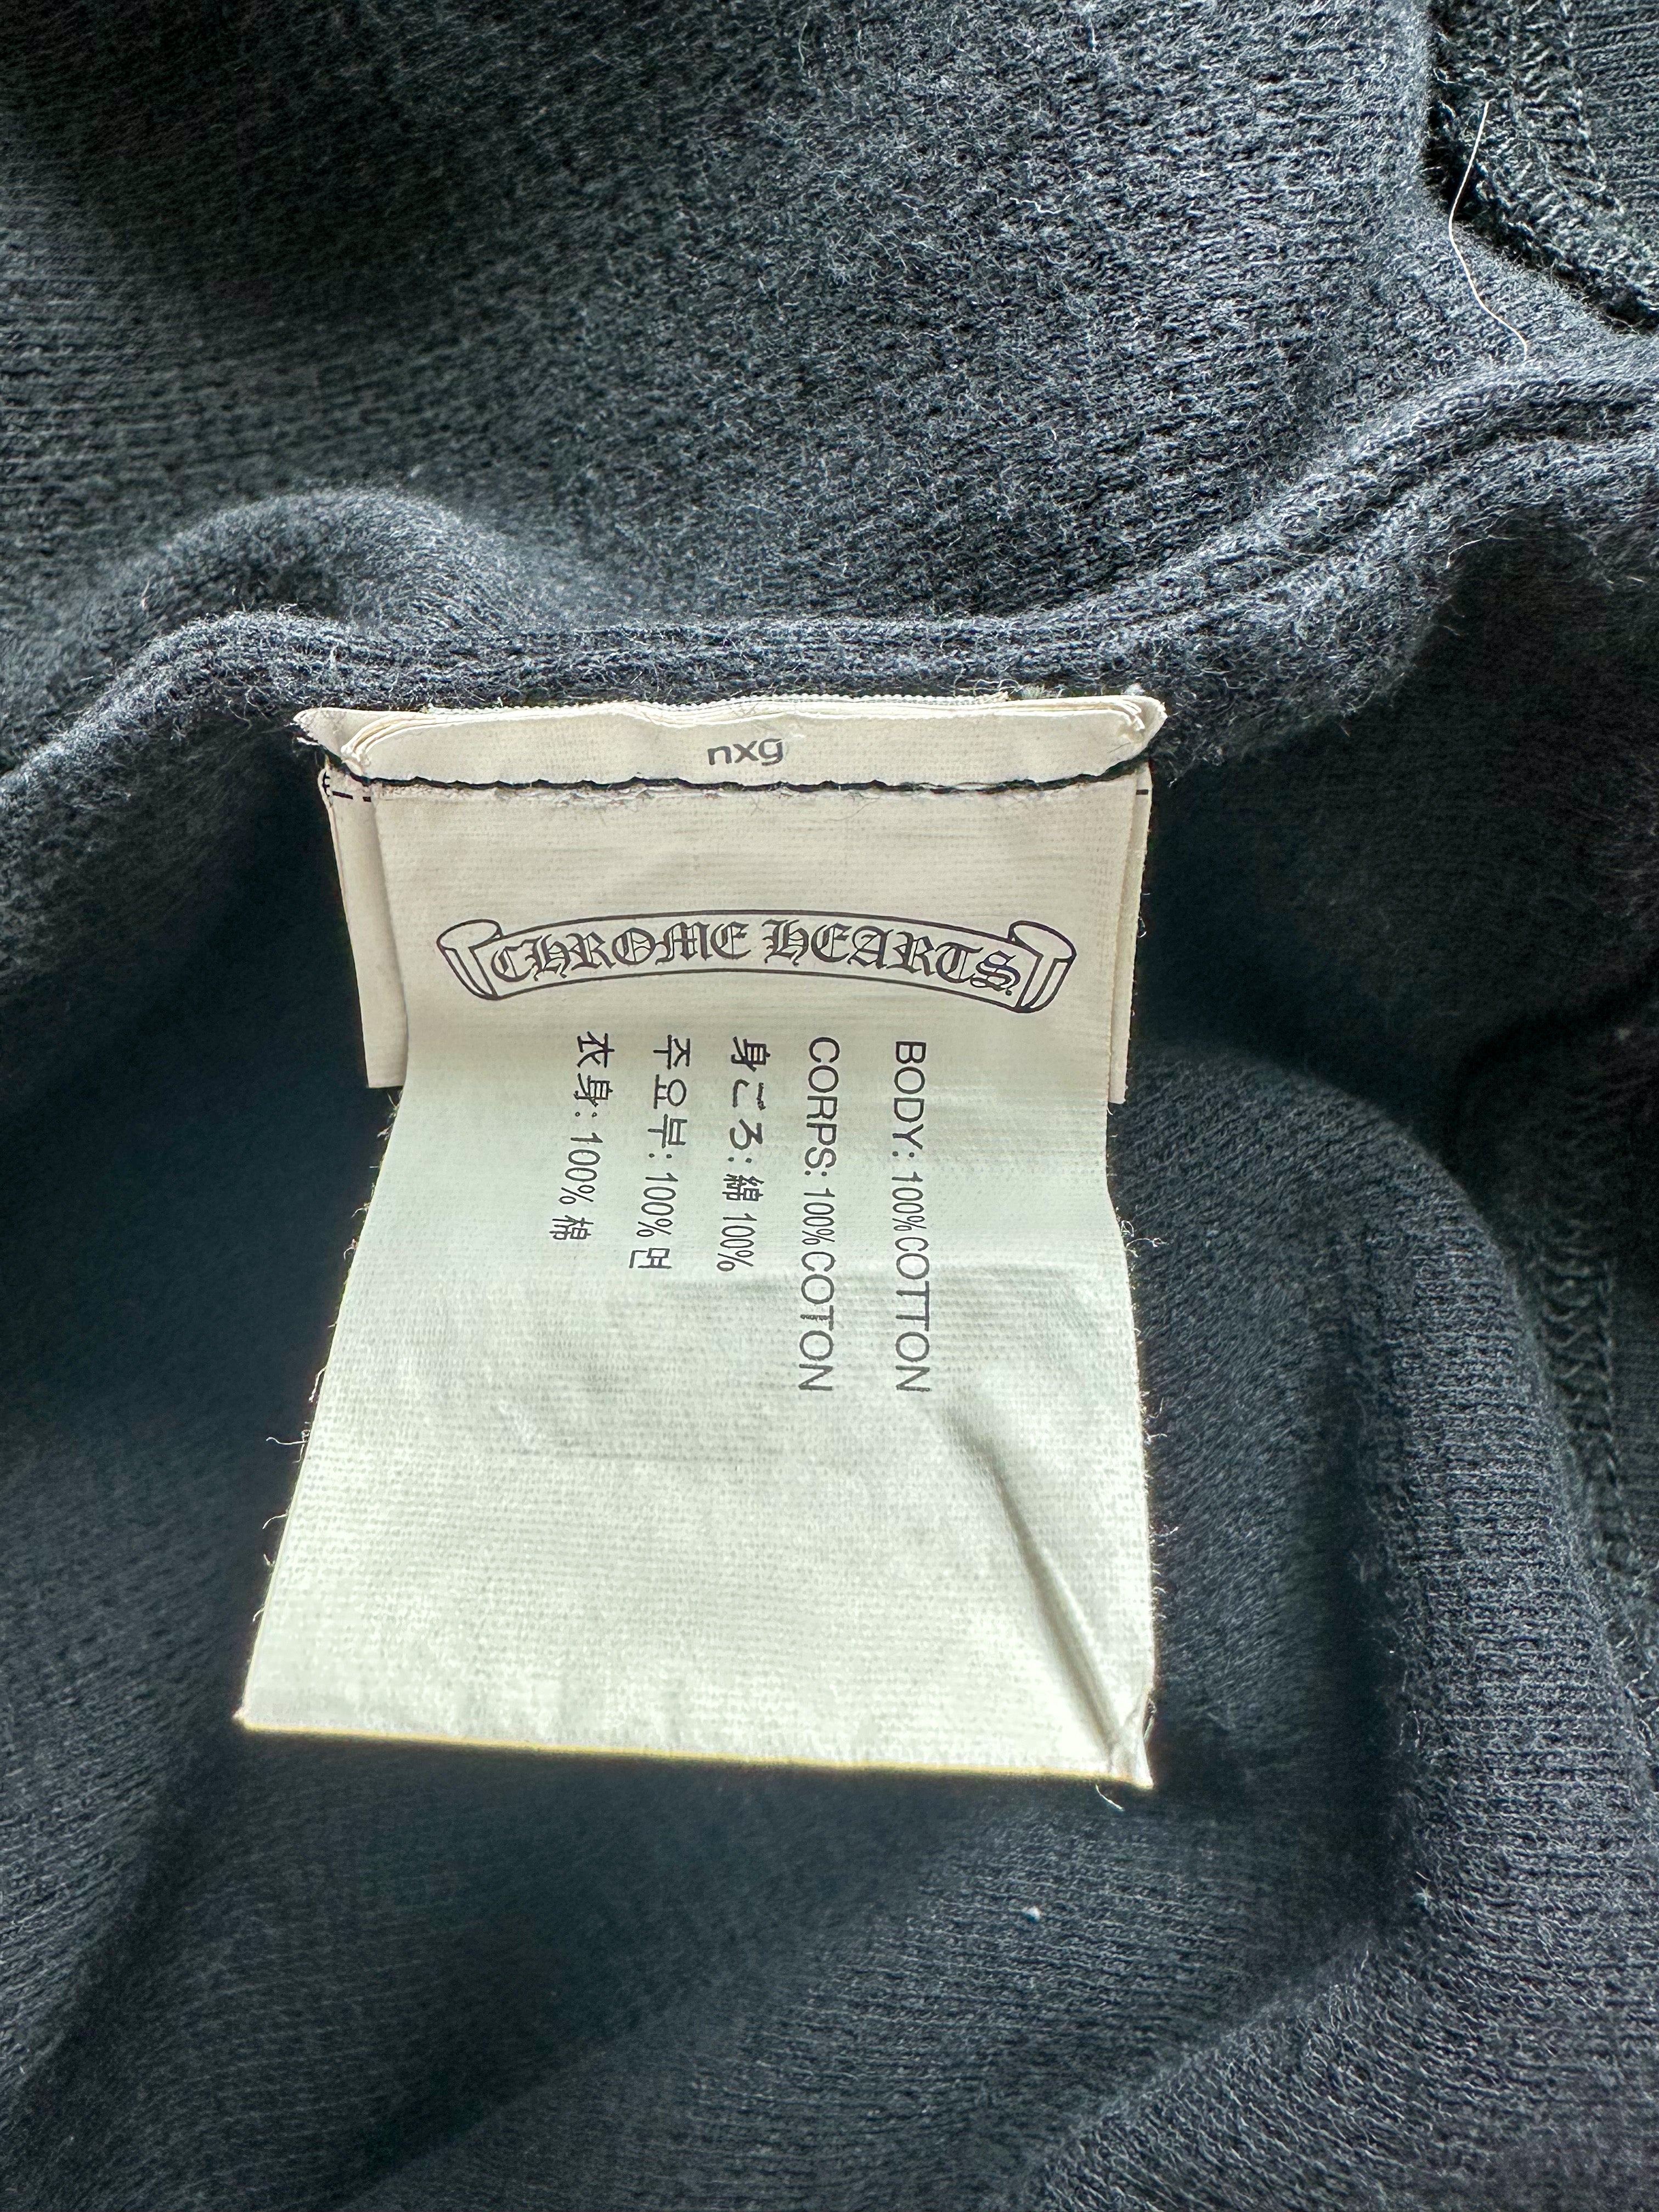 nxg
CHROME HEARTS
BODY: 100% COTTON
CORPS: 100% COTON
身ごろ: 綿 100%
주요부: 100% 면
衣身: 100% 棉